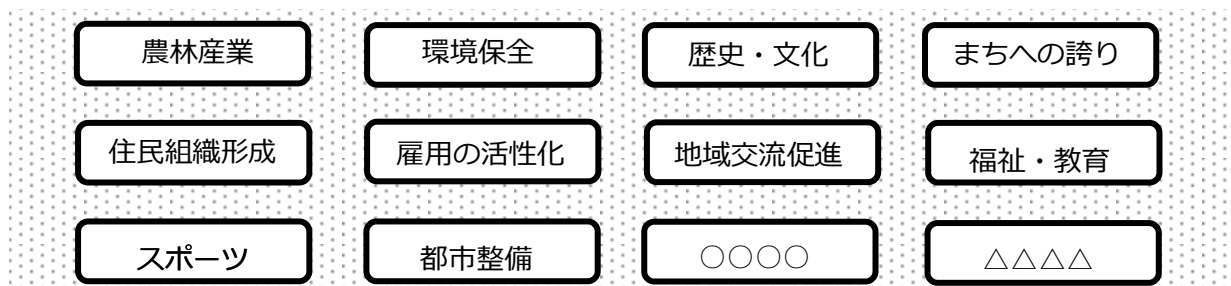 農林産業 環境保全 歴史・文化 まちへの誇り
住民組織形成 雇用の活性化 地域交流促進 福祉・教育
スポーツ 都市整備 ○○○○ △△△△